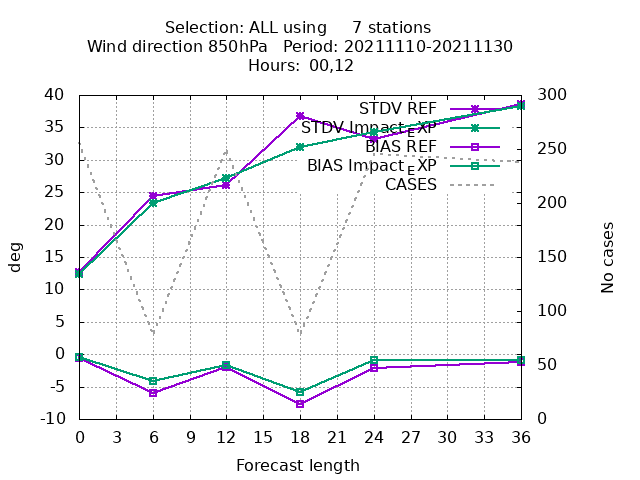 Selection: ALL using 7 stations
Wind direction 850hPa Period: 20211110-20211130
Hours: 00,12
40
35
30
25
20
15
10
5
0
-5
-10
deg
STDV REF
STDV Impact_EXP
BIAS REF
BIAS Impact_EXP
CASES
300
250
200
150
100
50
0
No cases
0 3 6 9 12 15 18 21 24 27 30 33 36
Forecast length